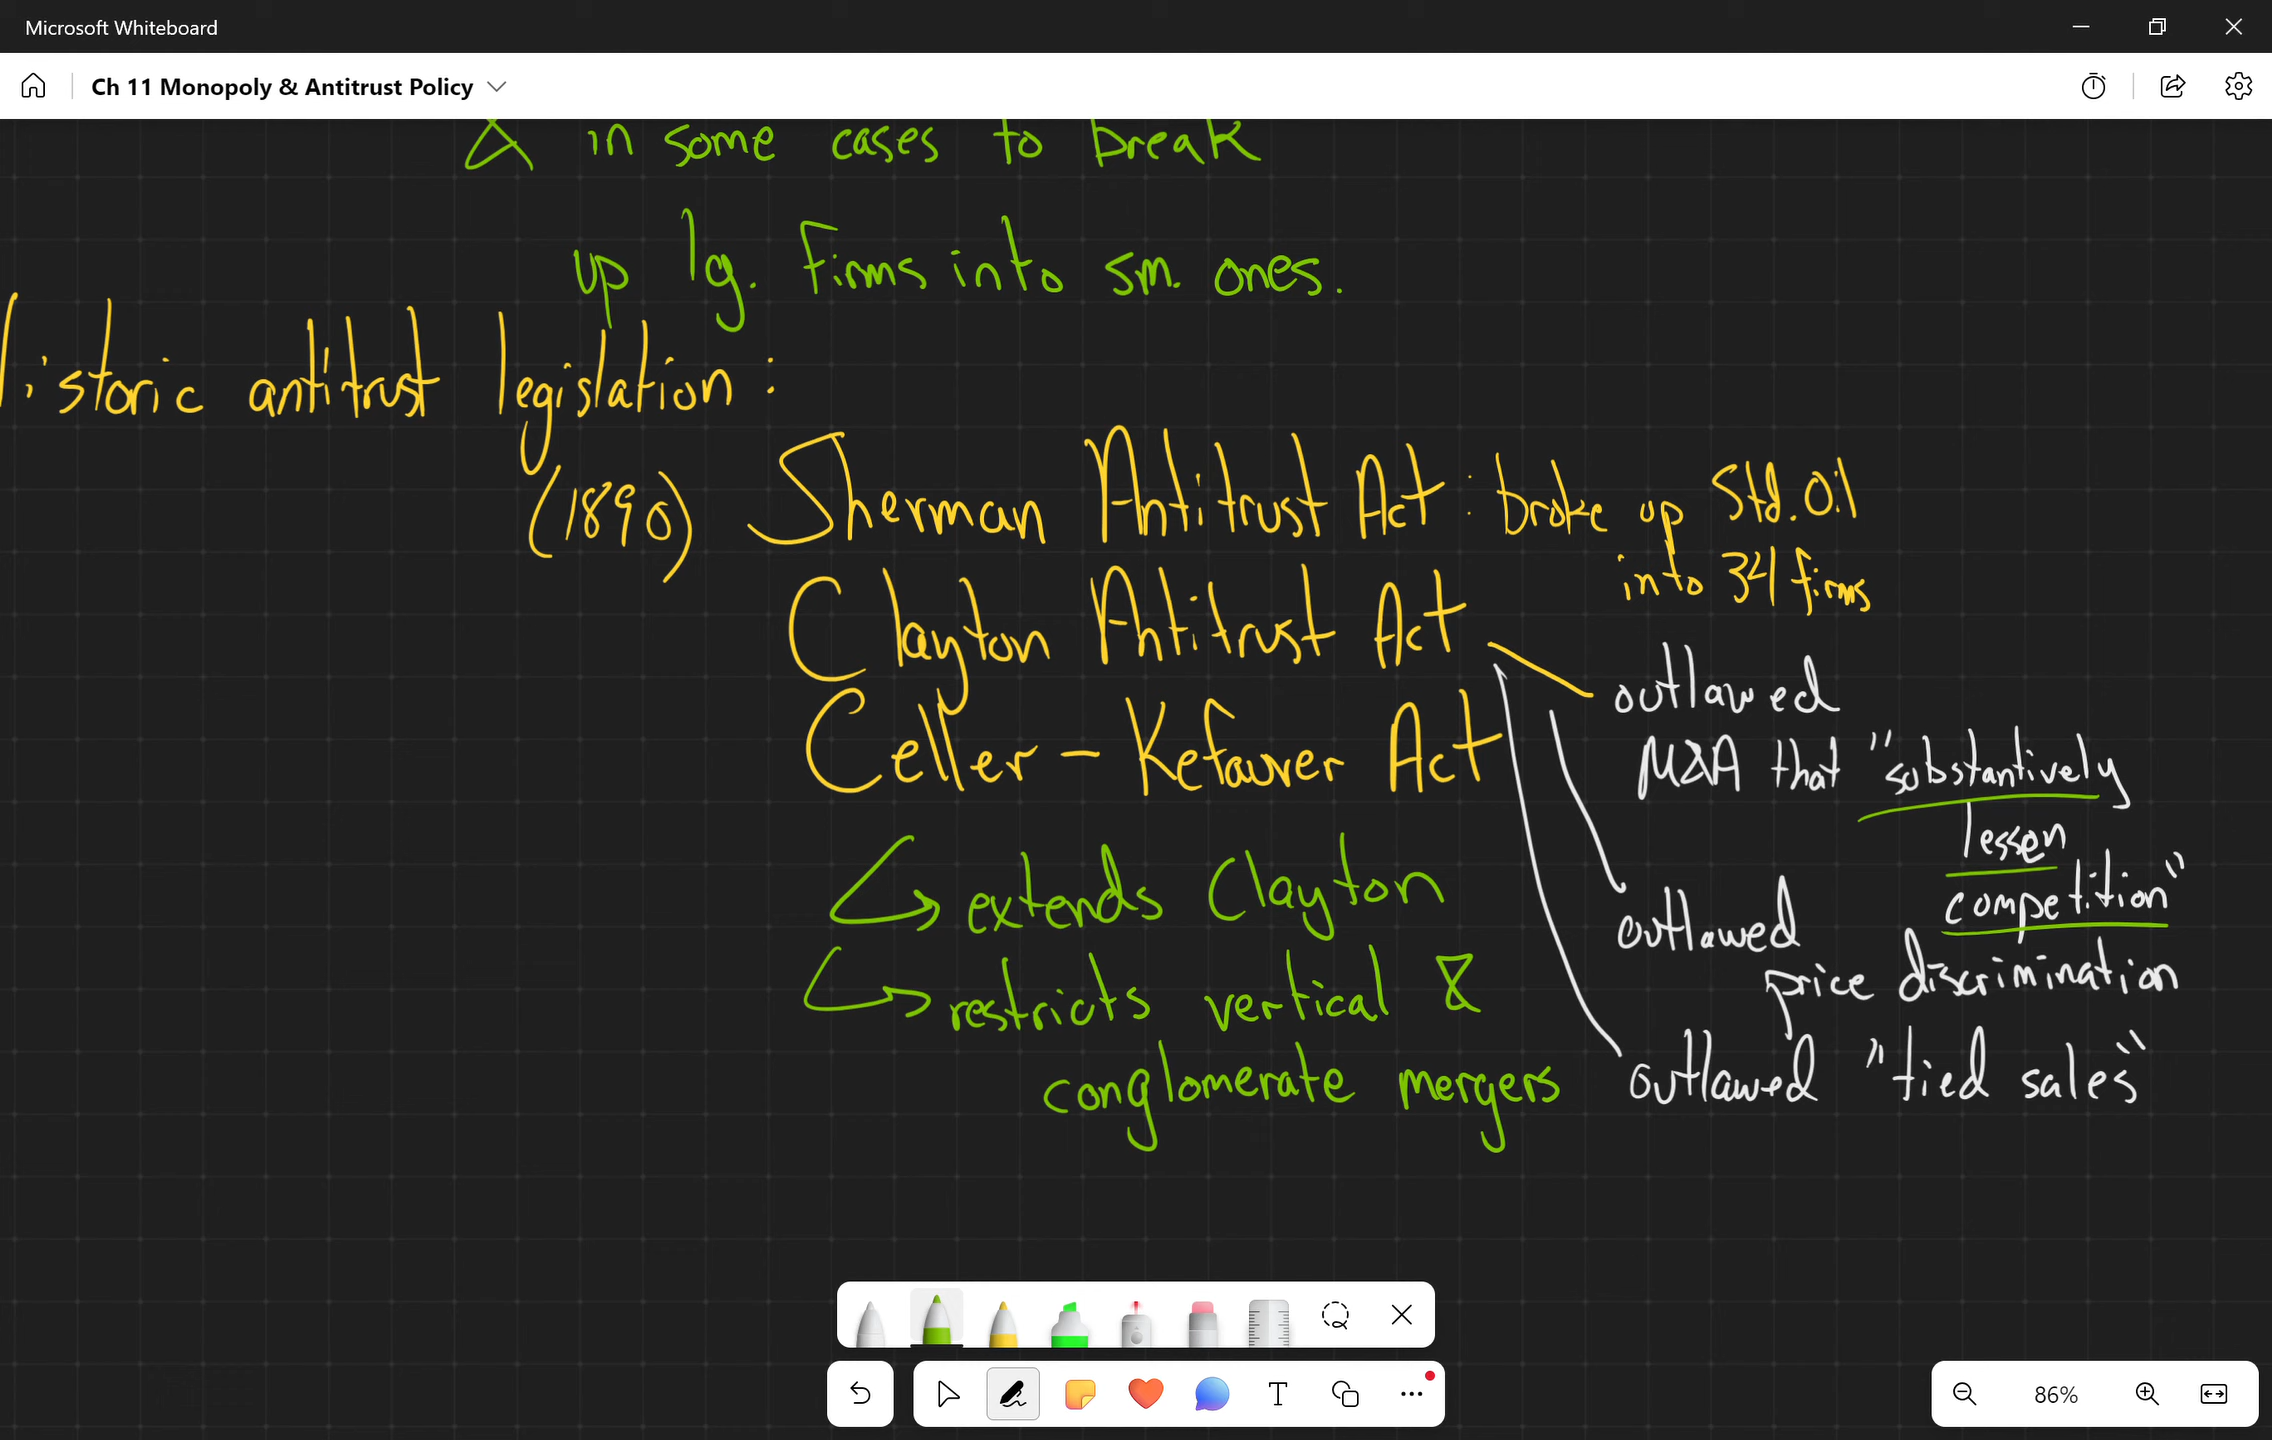 Microsoft Whiteboard
Ch 11 Monopoly & Antitrust Policy
& in some cases to break
up lg. firms into sm. ones.
Historic antitrust legislation:
(1890) Sherman Antitrust Act: broke up Std. Oil
into 34 firms
Clayton Antitrust Act
outlawed
M&A that "substantively
lessen
competition"
outlawed
price discrimination
outlawed "tied sales"
Celler - Kefauver Act
extends Clayton
restricts vertical &
conglomerate mergers
T
86%